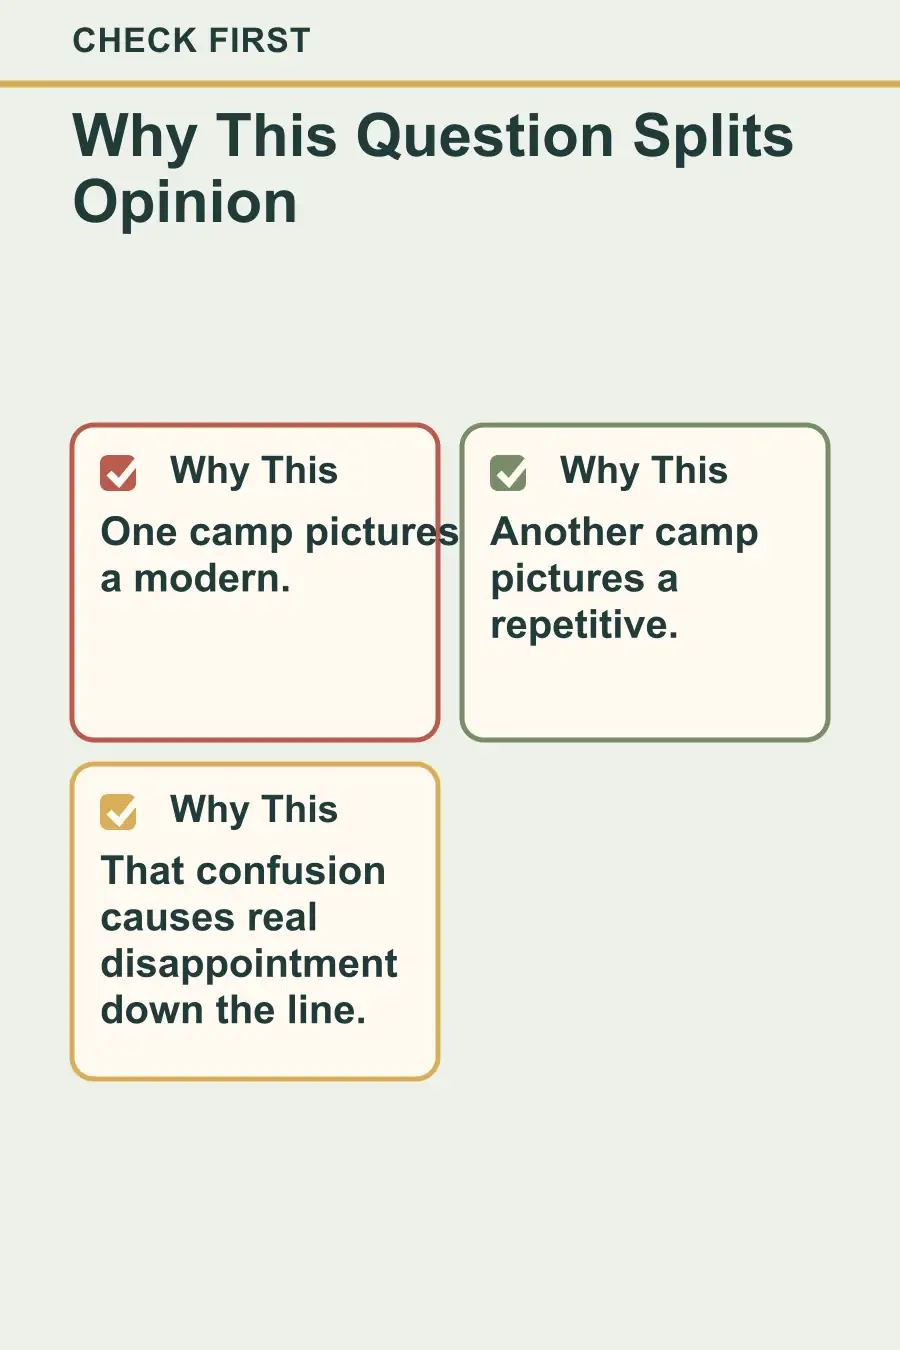 CHECK FIRST
Why This Question Splits
Opinion
Why This
One camp pictures
a modern.
Why This
Another camp
pictures a
repetitive.
Why This
That confusion
causes real
disappointment
down the line.